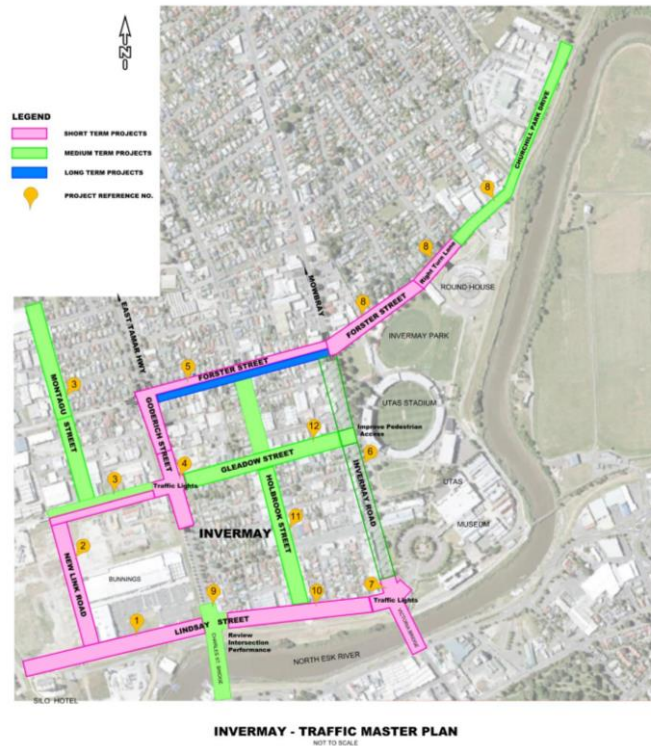 N
LEGEND
SHORT TERM PROJECTS
MEDIUM TERM PROJECTS
LONG TERM PROJECTS
PROJECT REFERENCE NO.
CHURCHILL PARK DRIVE
8
8
Right Turn Lane
ROUND HOUSE
EAST TAMAR HWY
MOWBRAY
8
FORSTER STREET
INVERMAY PARK
MONTAGU STREET
3
5
FORSTER STREET
GODERICH STREET
UTAS STADIUM
12
Improve Pedestrian
Access
4
GLEADOW STREET
6
3
Traffic Lights
HOLBROOK STREET
INVERMAY ROAD
UTAS
11
INVERMAY
MUSEUM
2
NEW LINK ROAD
BUNNINGS
9
10
7
Traffic Lights
1
LINDSAY STREET
Review
Intersection
Performance
CHARLES ST BRIDGE
NORTH ESK RIVER
SILO HOTEL
INVERMAY - TRAFFIC MASTER PLAN
NOT TO SCALE